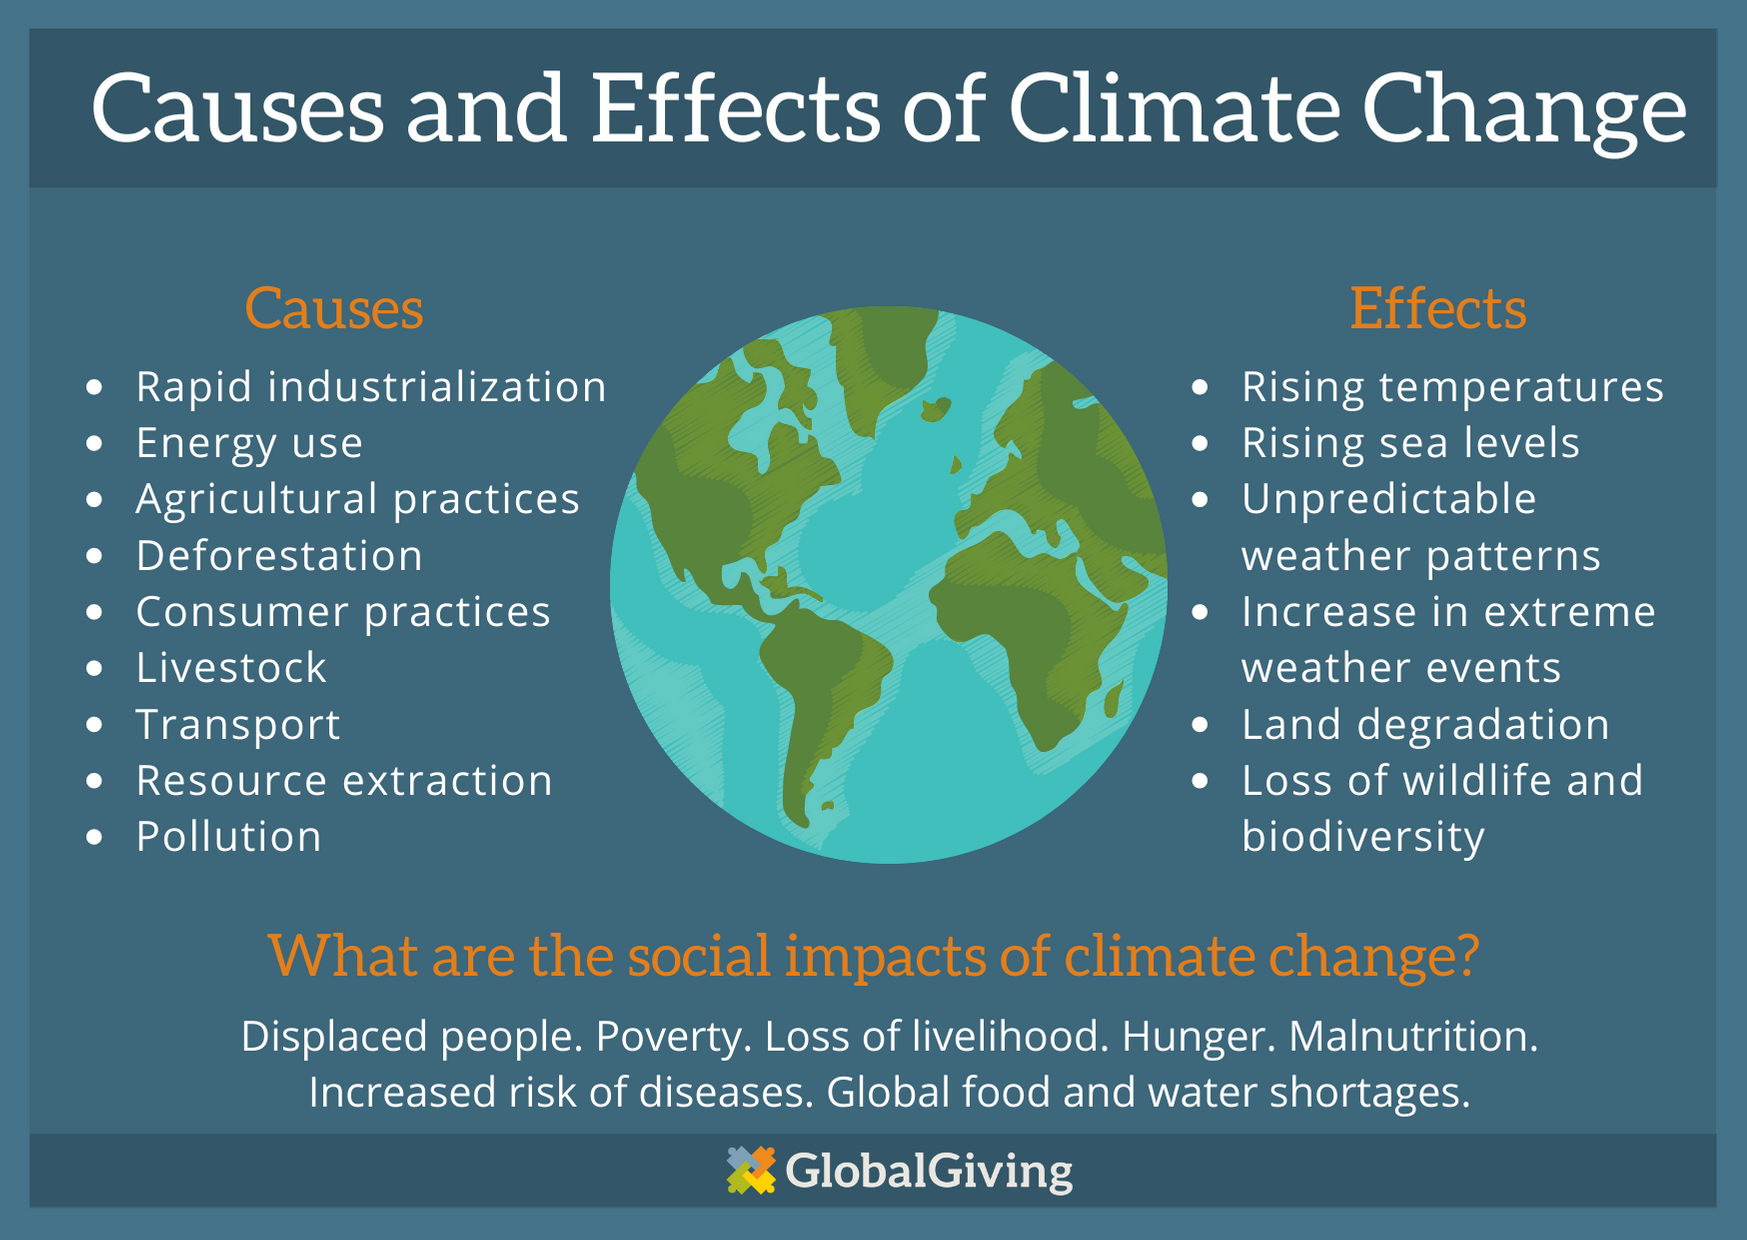 Causes and Effects of Climate Change
Causes
• Rapid industrialization
• Energy use
• Agricultural practices
• Deforestation
• Consumer practices
• Livestock
• Transport
• Resource extraction
• Pollution
Effects
• Rising temperatures
• Rising sea levels
• Unpredictable
weather patterns
• Increase in extreme
weather events
• Land degradation
• Loss of wildlife and
biodiversity
What are the social impacts of climate change?
Displaced people. Poverty. Loss of livelihood. Hunger. Malnutrition.
Increased risk of diseases. Global food and water shortages.
GlobalGiving